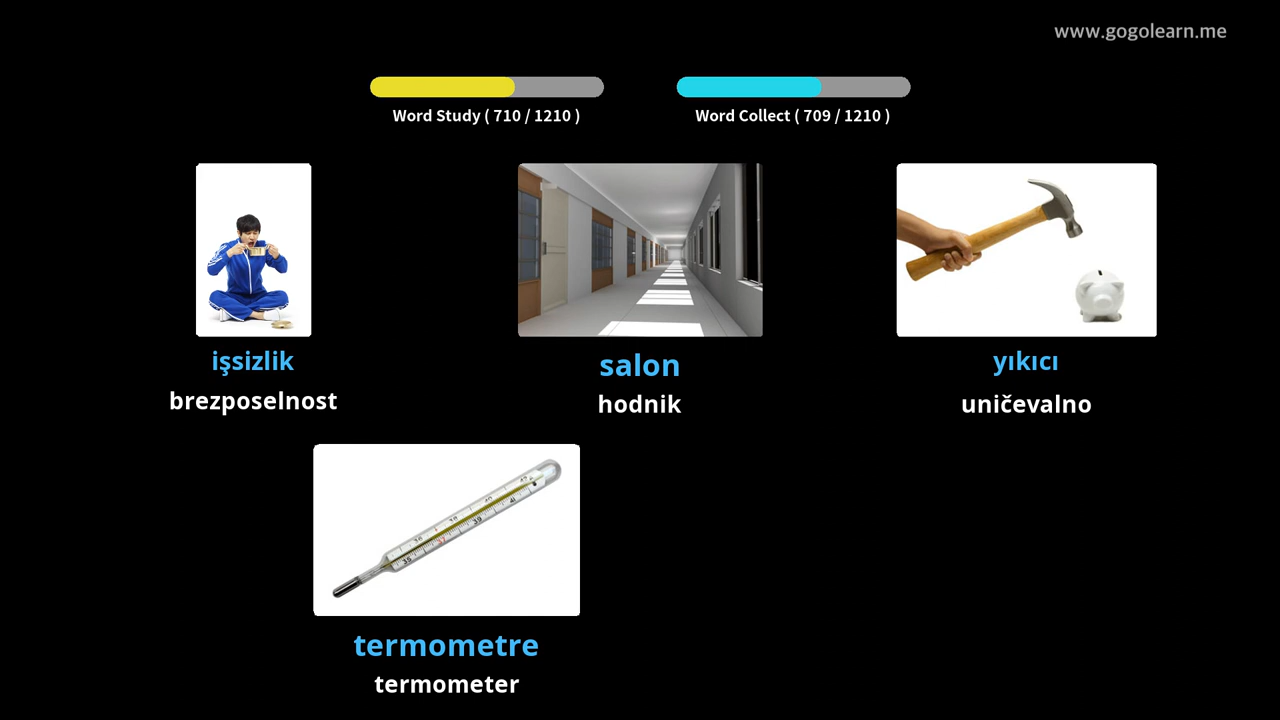 www.gogolearn.me
Word Study ( 710 / 1210 )
Word Collect ( 709 / 1210 )
işsizlik
salon
yıkıcı
brezposelnost
hodnik
uničevalno
termometre
termometer